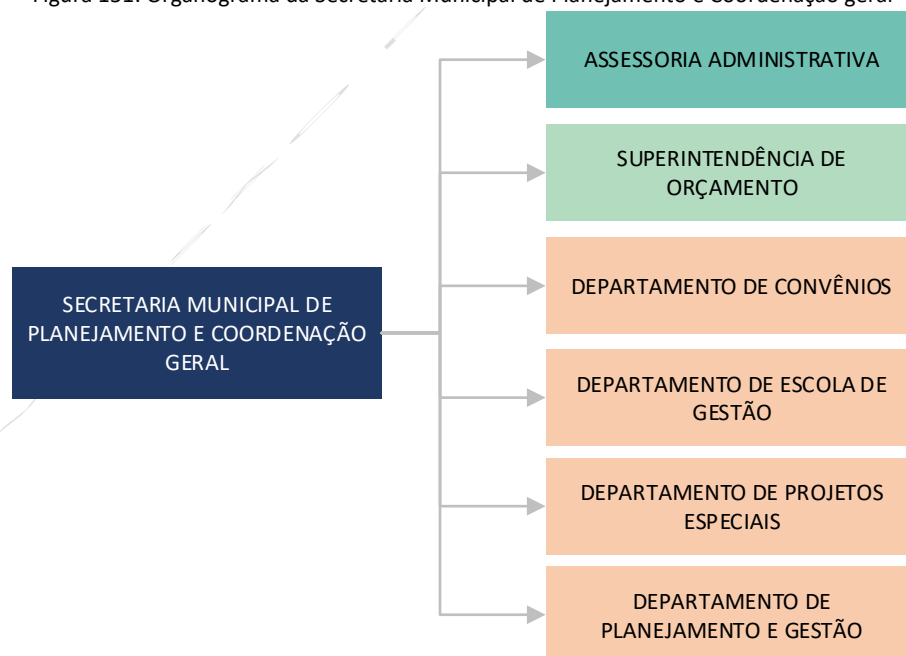 Figura 131. Organograma da Secretaria Municipal de Planejamento e Coordenação geral
ASSESSORIA ADMINISTRATIVA
SUPERINTENDÊNCIA DE
ORÇAMENTO
DEPARTAMENTO DE CONVÊNIOS
SECRETARIA MUNICIPAL DE
PLANEJAMENTO E COORDENAÇÃO
GERAL
DEPARTAMENTO DE ESCOLA DE
GESTÃO
DEPARTAMENTO DE PROJETOS
ESPECIAIS
DEPARTAMENTO DE
PLANEJAMENTO E GESTÃO